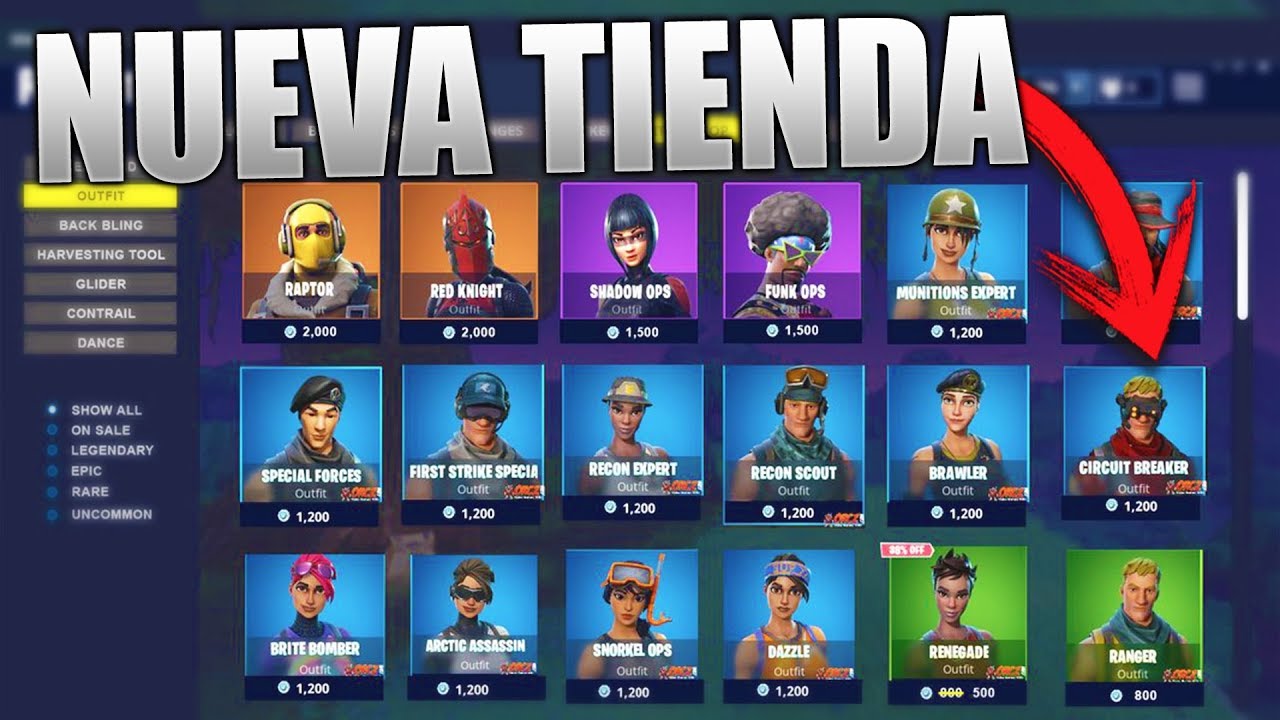 NUEVA TIENDA
OUTFIT
BACK BLING
HARVESTING TOOL
GLIDER
CONTRAIL
DANCE
SHOW ALL
ON SALE
LEGENDARY
EPIC
RARE
UNCOMMON
RAPTOR
Outfit
2,000
RED KNIGHT
Outfit
2,000
SHADOW OPS
Outfit
1,500
FUNK OPS
Outfit
1,500
MUNITIONS EXPERT
Outfit
1,200
SPECIAL FORCES
Outfit
1,200
FIRST STRIKE SPECIA
Outfit
1,200
RECON EXPERT
Outfit
1,200
RECON SCOUT
Outfit
1,200
BRAWLER
Outfit
1,200
CIRCUIT BREAKER
Outfit
1,200
BRITE BOMBER
Outfit
1,200
ARCTIC ASSASSIN
Outfit
1,200
SNORKEL OPS
Outfit
1,200
DAZZLE
Outfit
1,200
38% OFF
RENEGADE
Outfit
800 500
RANGER
Outfit
800